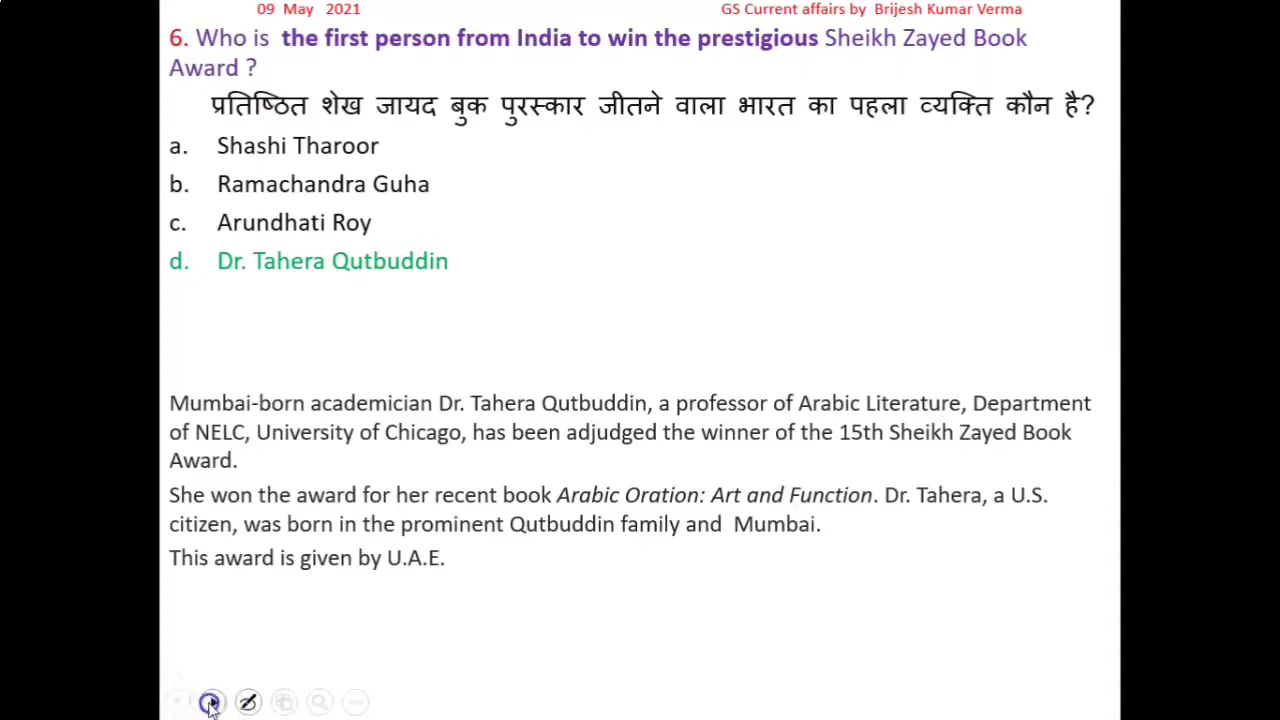 09 May 2021 GS Current affairs by Brijesh Kumar Verma
6. Who is the first person from India to win the prestigious Sheikh Zayed Book
Award ?
प्रतिष्ठित शेख जायद बुक पुरस्कार जीतने वाला भारत का पहला व्यक्ति कौन है?
a. Shashi Tharoor
b. Ramachandra Guha
c. Arundhati Roy
d. Dr. Tahera Qutbuddin
Mumbai-born academician Dr. Tahera Qutbuddin, a professor of Arabic Literature, Department
of NELC, University of Chicago, has been adjudged the winner of the 15th Sheikh Zayed Book
Award.
She won the award for her recent book Arabic Oration: Art and Function. Dr. Tahera, a U.S.
citizen, was born in the prominent Qutbuddin family and Mumbai.
This award is given by U.A.E.